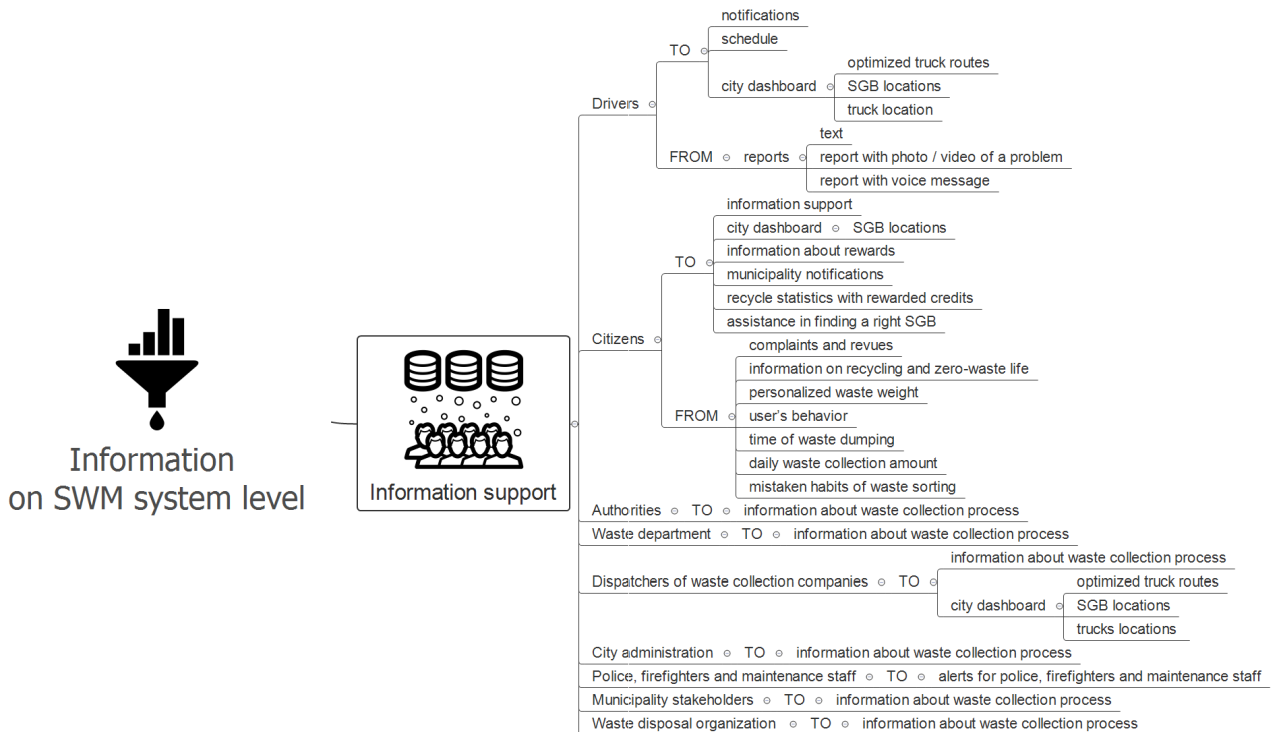 notifications
schedule
TO
optimized truck routes
city dashboard
SGB locations
truck location
Drivers
text
FROM
reports
report with photo / video of a problem
report with voice message
information support
city dashboard
SGB locations
information about rewards
TO
municipality notifications
recycle statistics with rewarded credits
assistance in finding a right SGB
Citizens
complaints and revues
information on recycling and zero-waste life
personalized waste weight
FROM
user's behavior
time of waste dumping
daily waste collection amount
mistaken habits of waste sorting
Information
on SWM system level
Information support
Authorities TO information about waste collection process
Waste department TO information about waste collection process
information about waste collection process
Dispatchers of waste collection companies TO
optimized truck routes
city dashboard
SGB locations
trucks locations
City administration TO information about waste collection process
Police, firefighters and maintenance staff TO alerts for police, firefighters and maintenance staff
Municipality stakeholders TO information about waste collection process
Waste disposal organization TO information about waste collection process